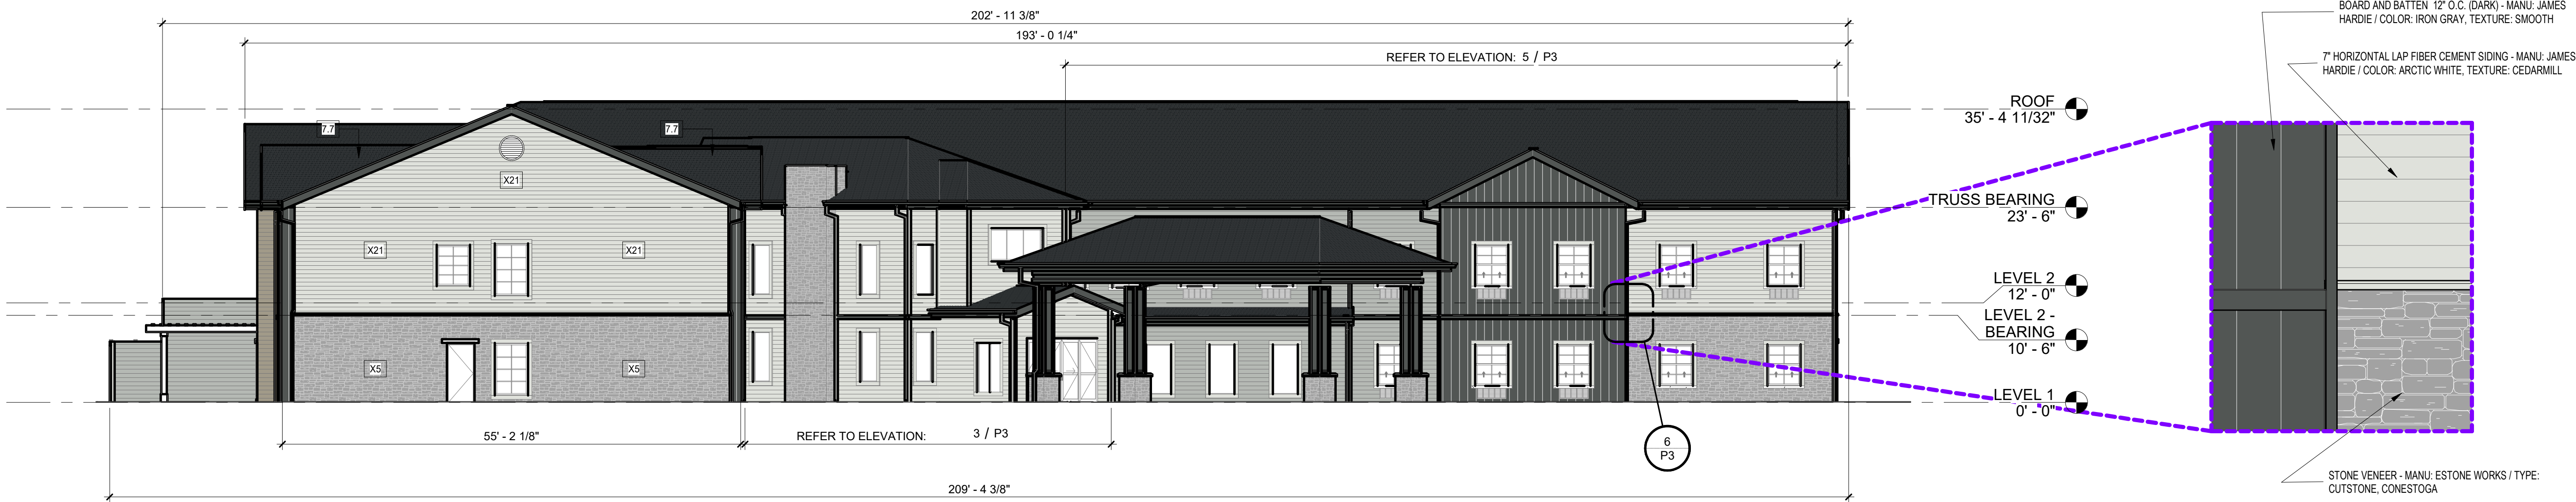 202' - 11 3/8"
193' - 0 1/4"
REFER TO ELEVATION: 5 / P3
BOARD AND BATTEN 12" O.C. (DARK) - MANU: JAMES
HARDIE / COLOR: IRON GRAY, TEXTURE: SMOOTH
7" HORIZONTAL LAP FIBER CEMENT SIDING - MANU: JAMES
HARDIE / COLOR: ARCTIC WHITE, TEXTURE: CEDARMILL
ROOF
35' - 4 11/32"
7.7
7.7
X21
TRUSS BEARING
23' - 6"
X21
X21
LEVEL 2
12' - 0"
LEVEL 2 -
BEARING
10' - 6"
X5
X5
LEVEL 1
0' - 0"
55' - 2 1/8"
REFER TO ELEVATION: 3 / P3
6
P3
209' - 4 3/8"
STONE VENEER - MANU: ESTONE WORKS / TYPE:
CUTSTONE, CONESTOGA